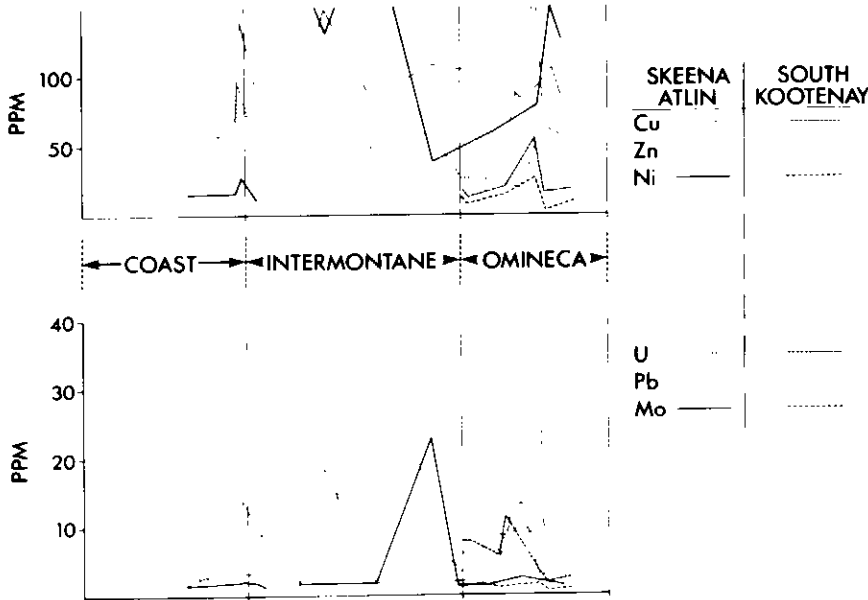 PPM
100
50
SKEENA ATLIN
SOUTH KOOTENAY
Cu
Zn
Ni
COAST INTERMONTANE OMINECA
PPM
40
30
20
10
U
Pb
Mo